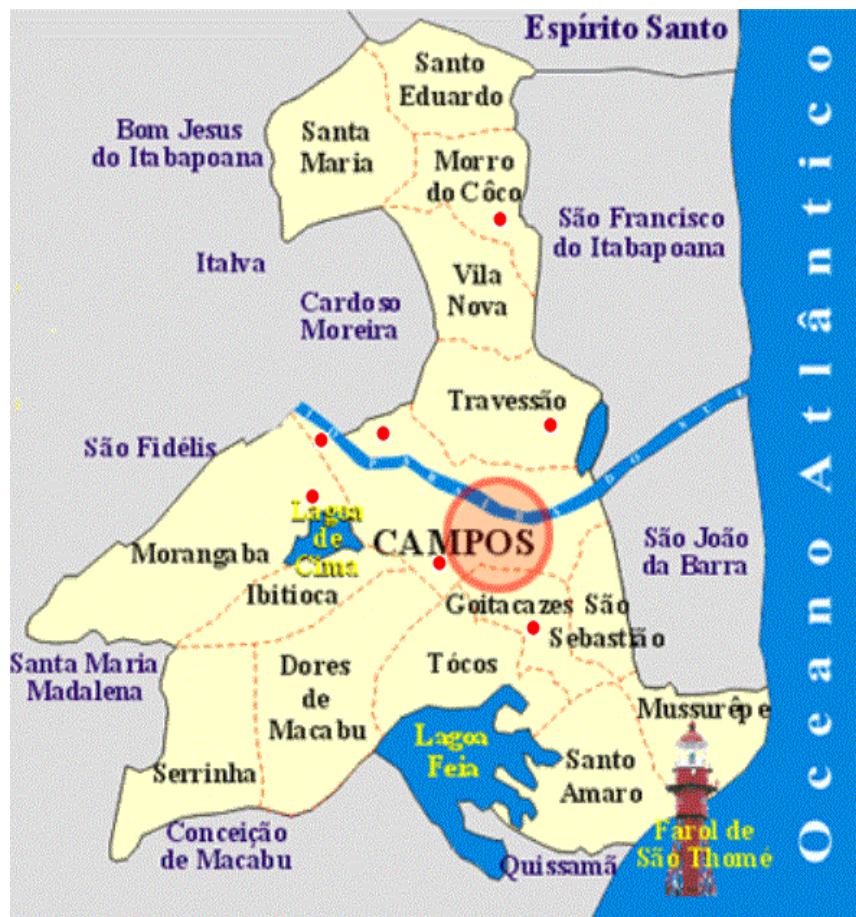 Espírito Santo
Santo
Eduardo
Bom Jesus
do Itabapoana
Santa
Maria
Morro
do Côco
São Francisco
do Itabapoana
Italva
Vila
Nova
Cardoso
Moreira
Travessão
São Fidélis
Lagoa
de
Cima
CAMPOS
Morangaba
Ibitioca
São João
da Barra
Goitacazes
São
Sebastião
Santa Maria
Madalena
Dores
de
Macabu
Tócos
Mussurêpe
Lagoa
Feia
Santo
Amaro
Serrinha
Conceição
de Macabu
Quissamã
Farol de
São Thomé
Oceano Atlântico